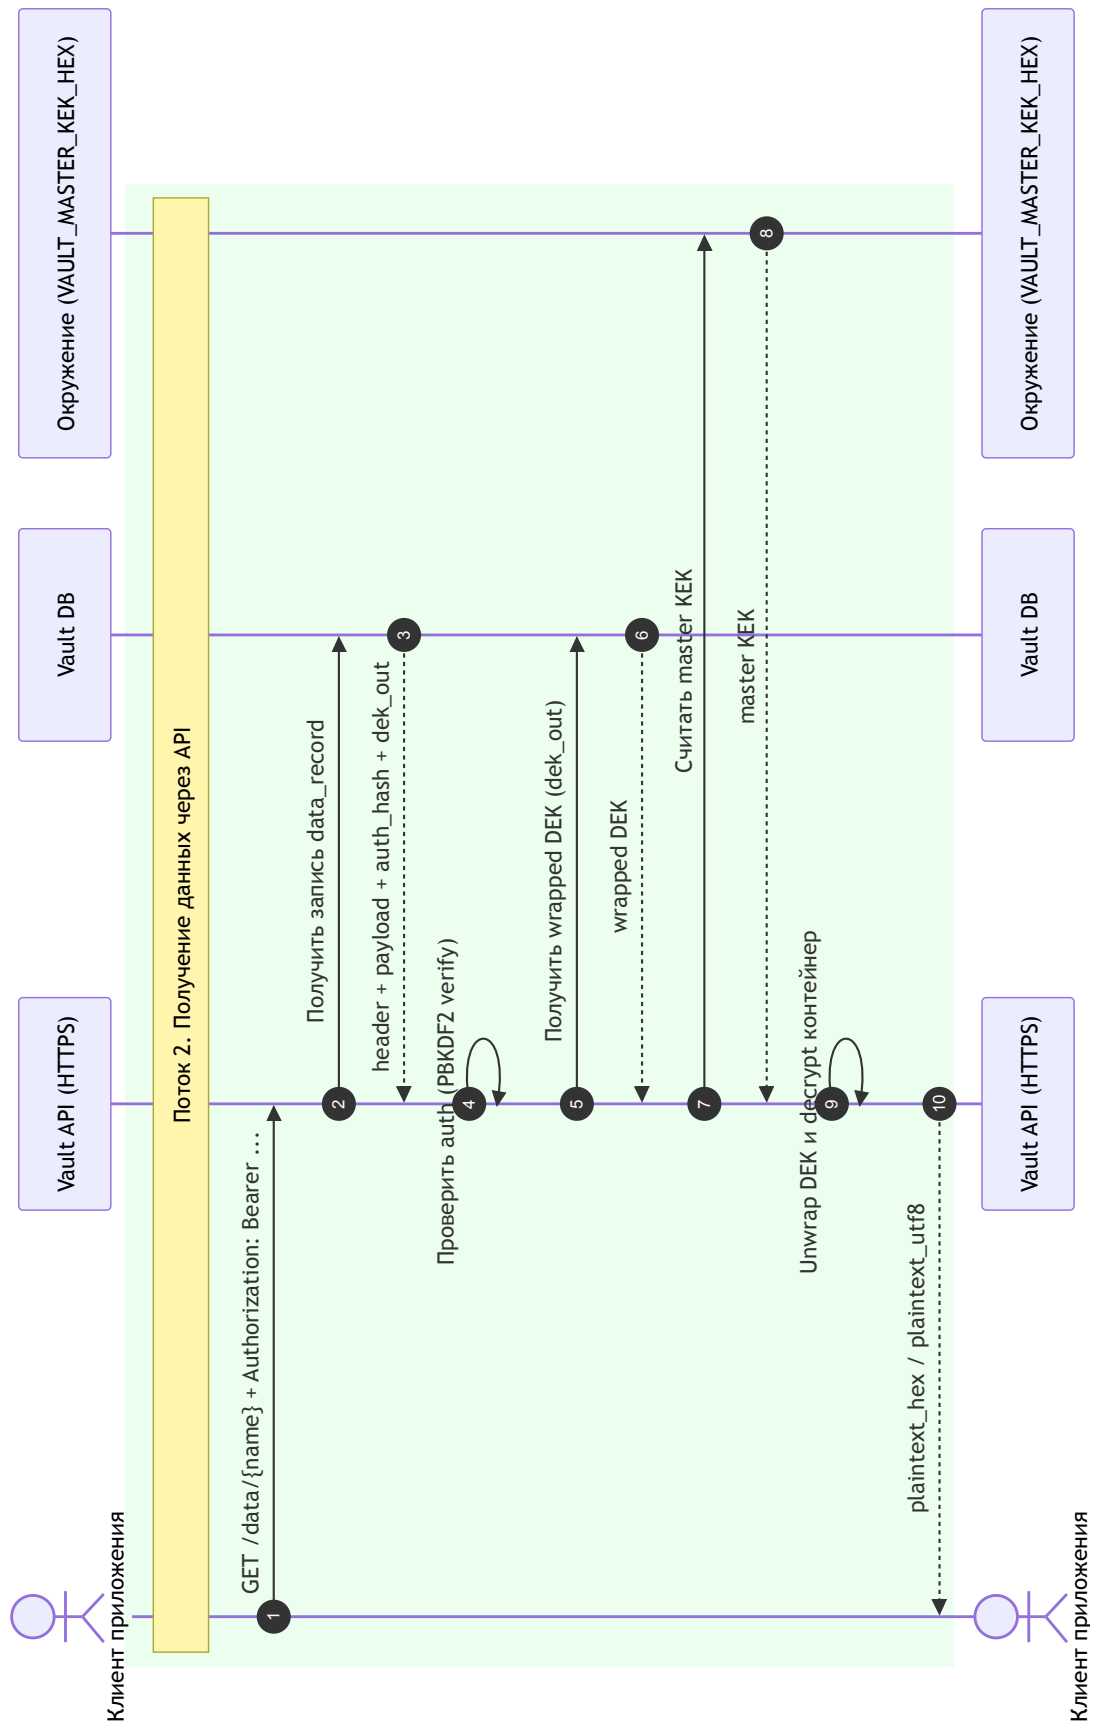 Клиент приложения
Vault API (HTTPS)
Vault DB
Окружение (VAULT_MASTER_KEK_HEX)
Поток 2. Получение данных через API
GET /data/{name} + Authorization: Bearer ...
1
Получить запись data_record
2
header + payload + auth_hash + dek_out
3
Проверить auth (PBKDF2 verify)
4
Получить wrapped DEK (dek_out)
5
wrapped DEK
6
Считать master KEK
7
master KEK
8
Unwrap DEK и decrypt контейнер
9
plaintext_hex / plaintext_utf8
10
Клиент приложения
Vault API (HTTPS)
Vault DB
Окружение (VAULT_MASTER_KEK_HEX)